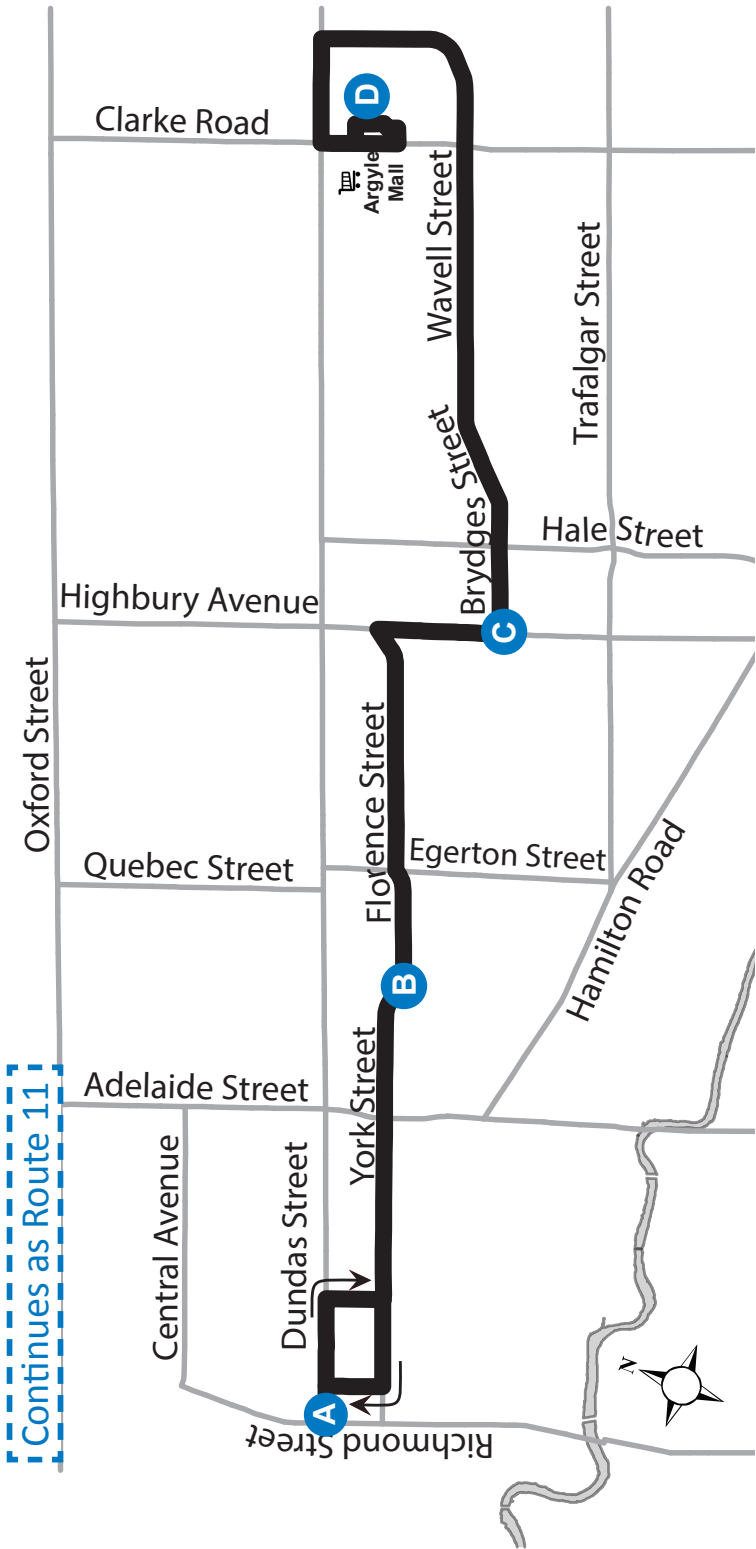 Continues as Route 11
Oxford Street
Clarke Road
Highbury Avenue
Quebec Street
Adelaide Street
Central Avenue
Dundas Street
Richmond Street
A
York Street
B
Florence Street
Egerton Street
C
Brydges Street
Hale Street
Wavell Street
D
Argyle
Mall
Trafalgar Street
Hamilton Road
N